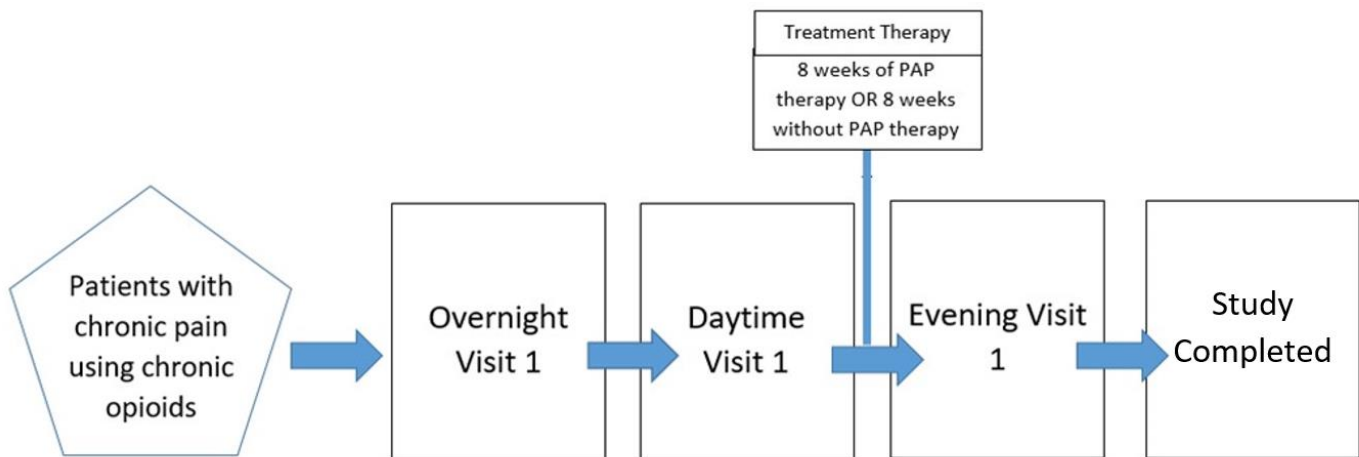 Treatment Therapy
8 weeks of PAP
therapy OR 8 weeks
without PAP therapy
Patients with
chronic pain
using chronic
opioids
Overnight
Visit 1
Daytime
Visit 1
Evening Visit
1
Study
Completed